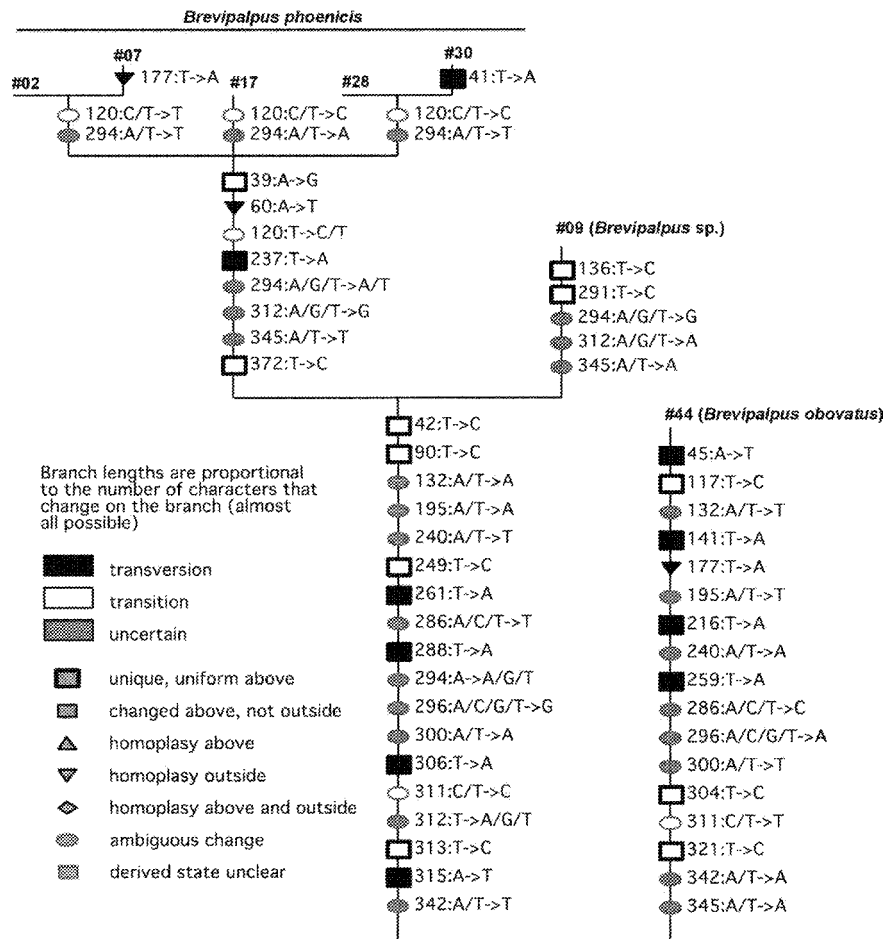 Brevipalpus phoenicis
#07
177:T->A
#02
#17
#28
#30
41:T->A
120:C/T->T
294:A/T->T
120:C/T->C
294:A/T->A
120:C/T->C
294:A/T->T
39:A->G
60:A->T
120:T->C/T
237:T->A
294:A/G/T->A/T
312:A/G/T->G
345:A/T->T
372:T->C
#09 (Brevipalpus sp.)
136:T->C
291:T->C
294:A/G/T->G
312:A/G/T->A
345:A/T->A
42:T->C
90:T->C
132:A/T->A
195:A/T->A
240:A/T->T
249:T->C
261:T->A
286:A/C/T->T
288:T->A
294:A->A/G/T
296:A/C/G/T->G
300:A/T->A
306:T->A
311:C/T->C
312:T->A/G/T
313:T->C
315:A->T
342:A/T->T
#44 (Brevipalpus obovatus)
45:A->T
117:T->C
132:A/T->T
141:T->A
177:T->A
195:A/T->T
216:T->A
240:A/T->A
259:T->A
286:A/C/T->C
296:A/C/G/T->A
300:A/T->T
304:T->C
311:C/T->T
321:T->C
342:A/T->A
345:A/T->A
Branch lengths are proportional
to the number of characters that
change on the branch (almost
all possible)
transversion
transition
uncertain
unique, uniform above
changed above, not outside
homoplasy above
homoplasy outside
homoplasy above and outside
ambiguous change
derived state unclear